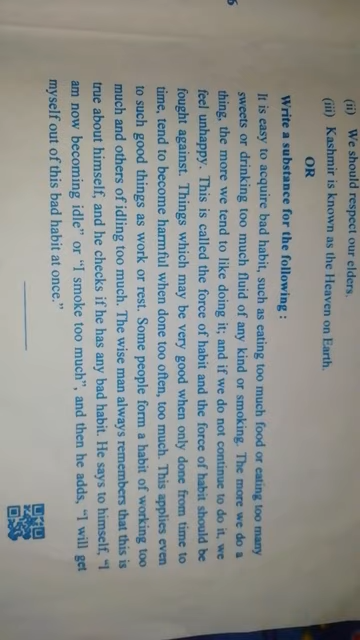 6
(ii) We should respect our elders.
(iii) Kashmir is known as the Heaven on Earth.
OR
Write a substance for the following :
It is easy to acquire bad habit, such as eating too much food or eating too many
sweets or drinking too much fluid of any kind or smoking. The more we do a
thing, the more we tend to like doing it, and if we do not continue to do it, we
feel unhappy. This is called the force of habit and the force of habit should be
fought against. Things which may be very good when only done from time to
time, tend to become harmful when done too often, too much. This applies even
to such good things as work or rest. Some people form a habit of working too
much and others of idling too much. The wise man always remembers that this is
true about himself, and he checks if he has any bad habit. He says to himself, "I
am now becoming idle" or "I smoke too much", and then he adds, "I will get
myself out of this bad habit at once."